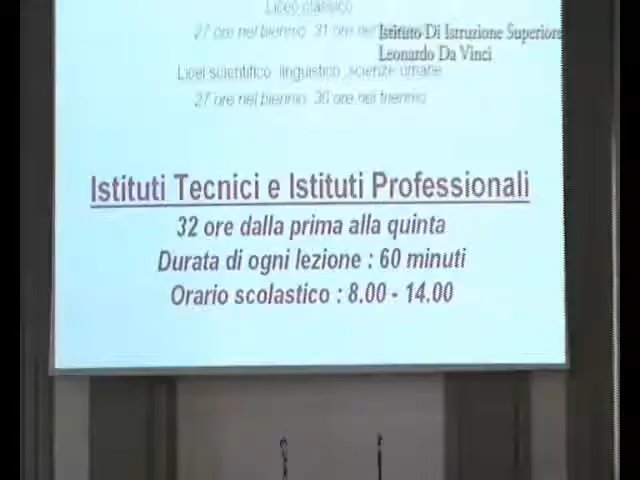 Liceo classico
27 ore nel biennio 31 ore nel
Istituto Di Istruzione Superiore
Leonardo Da Vinci
Licei scientifico linguistico scienze umane
27 ore nel biennio 30 ore nel triennio
Istituti Tecnici e Istituti Professionali
32 ore dalla prima alla quinta
Durata di ogni lezione : 60 minuti
Orario scolastico : 8.00 - 14.00